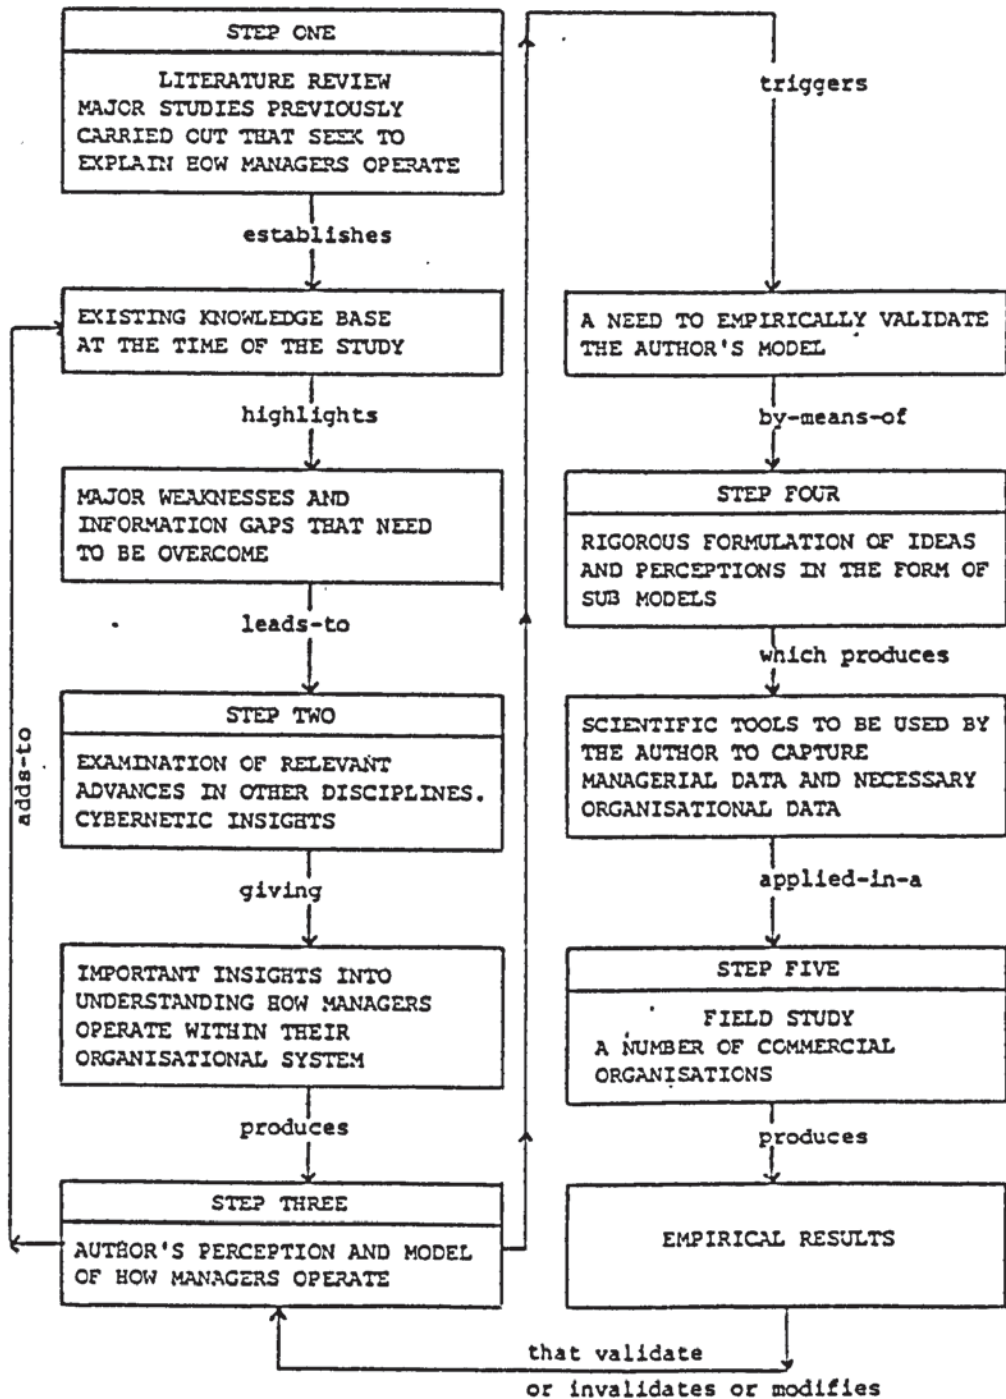 STEP ONE
LITERATURE REVIEW
MAJOR STUDIES PREVIOUSLY
CARRIED OUT THAT SEEK TO
EXPLAIN HOW MANAGERS OPERATE
establishes
EXISTING KNOWLEDGE BASE
AT THE TIME OF THE STUDY
highlights
MAJOR WEAKNESSES AND
INFORMATION GAPS THAT NEED
TO BE OVERCOME
leads-to
STEP TWO
EXAMINATION OF RELEVANT
ADVANCES IN OTHER DISCIPLINES.
CYBERNETIC INSIGHTS
giving
IMPORTANT INSIGHTS INTO
UNDERSTANDING HOW MANAGERS
OPERATE WITHIN THEIR
ORGANISATIONAL SYSTEM
produces
STEP THREE
AUTHOR'S PERCEPTION AND MODEL
OF HOW MANAGERS OPERATE
adds-to
triggers
A NEED TO EMPIRICALLY VALIDATE
THE AUTHOR'S MODEL
by-means-of
STEP FOUR
RIGOROUS FORMULATION OF IDEAS
AND PERCEPTIONS IN THE FORM OF
SUB MODELS
which produces
SCIENTIFIC TOOLS TO BE USED BY
THE AUTHOR TO CAPTURE
MANAGERIAL DATA AND NECESSARY
ORGANISATIONAL DATA
applied-in-a
STEP FIVE
FIELD STUDY
A NUMBER OF COMMERCIAL
ORGANISATIONS
produces
EMPIRICAL RESULTS
that validate
or invalidates or modifies